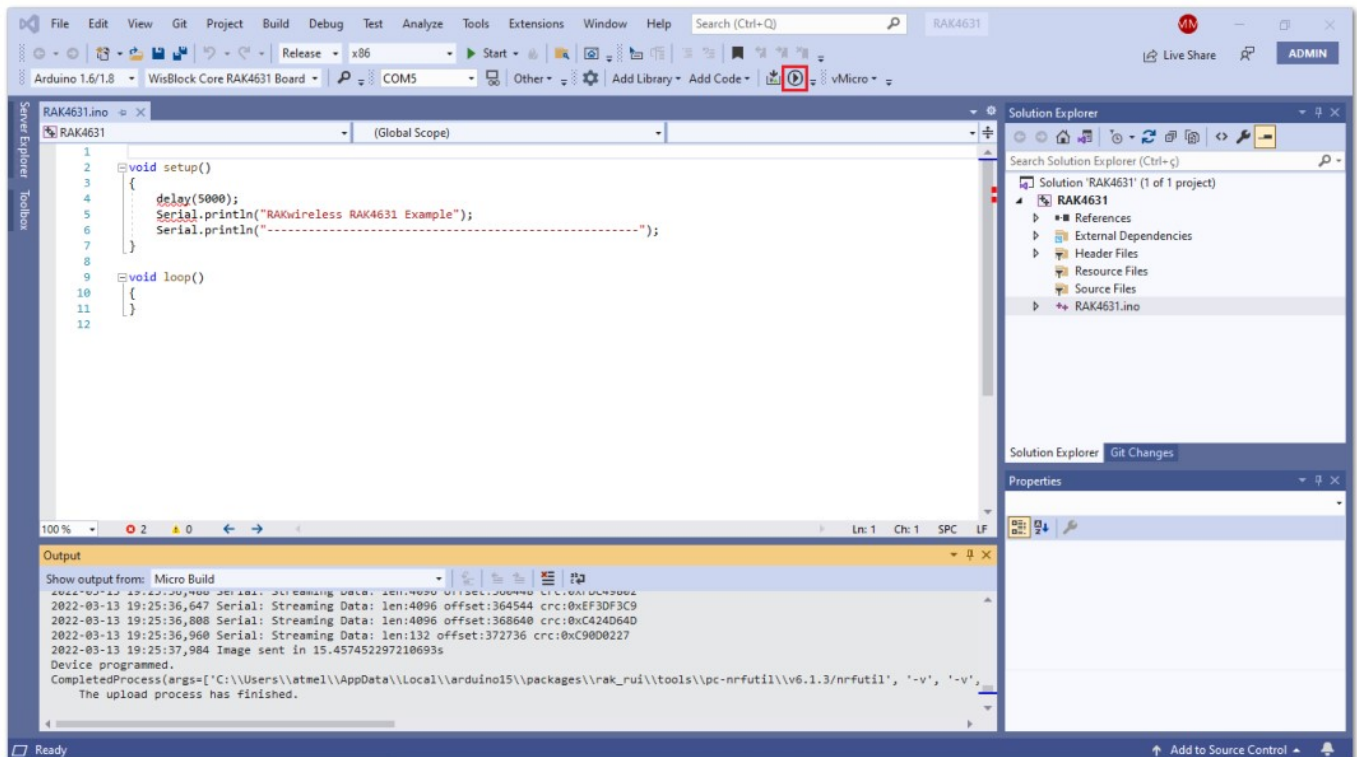 File Edit View Git Project Build Debug Test Analyze Tools Extensions Window Help Search (Ctrl+Q) RAK4631 MN
Release x86 Start Live Share ADMIN
Arduino 1.6/1.8 WisBlock Core RAK4631 Board COM5 Other Add Library Add Code vMicro
Server Explorer
Toolbox
RAK4631.ino
RAK4631 (Global Scope)
1
2 void setup()
3 {
4 delay(5000);
5 Serial.println("RAKwireless RAK4631 Example");
6 Serial.println("------------------------------------------------------");
7 }
8
9 void loop()
10 {
11 }
12
100 % 2 0 Ln: 1 Ch: 1 SPC LF
Output
Show output from: Micro Build
2022-03-13 19:25:36,647 Serial: Streaming Data: len:4096 offset:364544 crc:0xEF3DF3C9
2022-03-13 19:25:36,808 Serial: Streaming Data: len:4096 offset:368640 crc:0xC424D64D
2022-03-13 19:25:36,960 Serial: Streaming Data: len:132 offset:372736 crc:0xC90D0227
2022-03-13 19:25:37,984 Image sent in 15.457452297210693s
Device programmed.
CompletedProcess(args=['C:\\Users\\atmel\\AppData\\Local\\arduino15\\packages\\rak_rui\\tools\\pc-nrfutil\\v6.1.3/nrfutil', '-v', '-v',
The upload process has finished.
Solution Explorer
Search Solution Explorer (Ctrl+ç)
Solution 'RAK4631' (1 of 1 project)
RAK4631
References
External Dependencies
Header Files
Resource Files
Source Files
RAK4631.ino
Solution Explorer Git Changes
Properties
Ready Add to Source Control